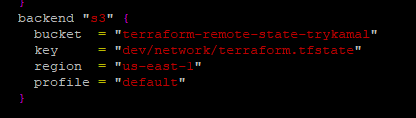 }
backend "s3" {
bucket = "terraform-remote-state-trykamal"
key = "dev/network/terraform.tfstate"
region = "us-east-1"
profile = "default"
}